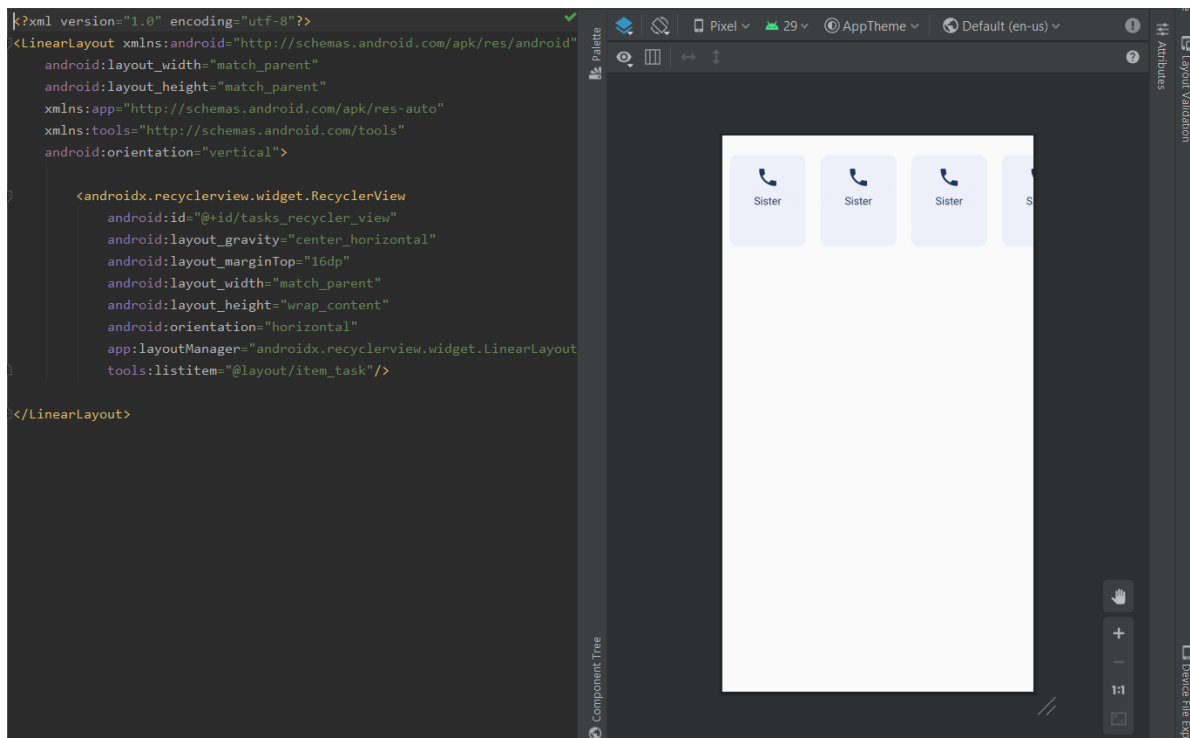 <?xml version="1.0" encoding="utf-8"?>
<LinearLayout xmlns:android="http://schemas.android.com/apk/res/android"
android:layout_width="match_parent"
android:layout_height="match_parent"
xmlns:app="http://schemas.android.com/apk/res-auto"
xmlns:tools="http://schemas.android.com/tools"
android:orientation="vertical">
<androidx.recyclerview.widget.RecyclerView
android:id="@+id/tasks_recycler_view"
android:layout_gravity="center_horizontal"
android:layout_marginTop="16dp"
android:layout_width="match_parent"
android:layout_height="wrap_content"
android:orientation="horizontal"
app:layoutManager="androidx.recyclerview.widget.LinearLayout
tools:listitem="@layout/item_task"/>
</LinearLayout>
Palette
Component Tree
Pixel 29 AppTheme Default (en-us)
Sister Sister Sister S
1:1
Attributes
Layout Validation
Device File Exp